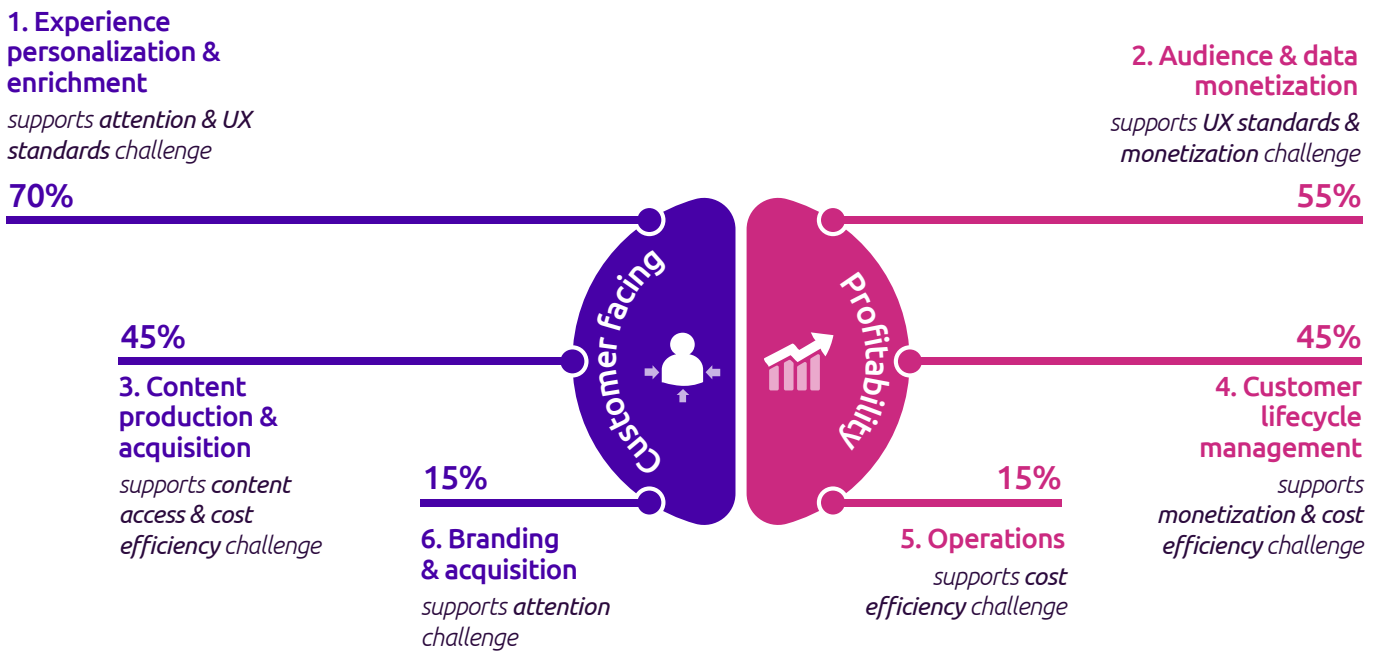 1. Experience
personalization &
enrichment
supports attention & UX
standards challenge
70%
2. Audience & data
monetization
supports UX standards &
monetization challenge
55%
Customer facing
Profitability
45%
3. Content
production &
acquisition
supports content
access & cost
efficiency challenge
45%
4. Customer
lifecycle
management
supports
monetization & cost
efficiency challenge
15%
6. Branding
& acquisition
supports attention
challenge
15%
5. Operations
supports cost
efficiency challenge